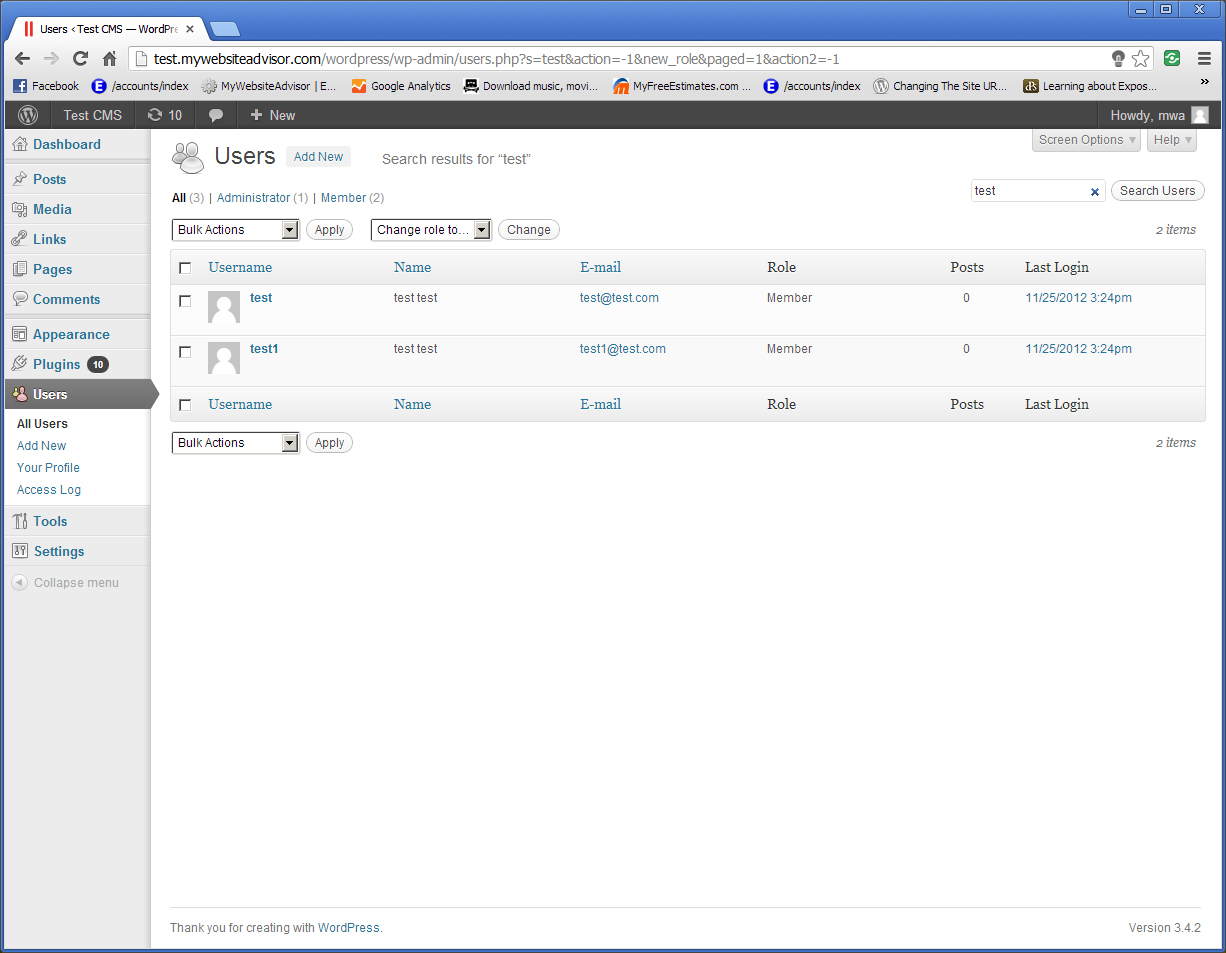 Users ‹ Test CMS — WordPre
test.mywebsiteadvisor.com/wordpress/wp-admin/users.php?s=test&action=-1&new_role&paged=1&action2=-1
Facebook /accounts/index MyWebsiteAdvisor | E... Google Analytics Download music, movi... MyFreeEstimates.com ... /accounts/index Changing The Site UR... Learning about Expos... »
Test CMS 10 + New Howdy, mwa
Screen Options Help
Dashboard
Posts
Media
Links
Pages
Comments
Appearance
Plugins 10
Users
All Users
Add New
Your Profile
Access Log
Tools
Settings
Collapse menu
Users Add New Search results for “test”
All (3) | Administrator (1) | Member (2)
test × Search Users
Bulk Actions Apply Change role to... Change 2 items
Username Name E-mail Role Posts Last Login
test test test test@test.com Member 0 11/25/2012 3:24pm
test1 test test test1@test.com Member 0 11/25/2012 3:24pm
Username Name E-mail Role Posts Last Login
Bulk Actions Apply 2 items
Thank you for creating with WordPress. Version 3.4.2